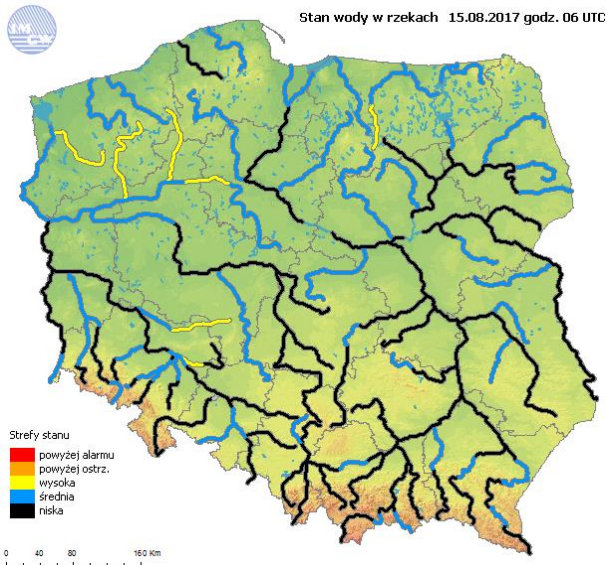 Stan wody w rzekach 15.08.2017 godz. 06 UTC
Strefy stanu
powyżej alarmu
powyżej ostrz.
wysoka
średnia
niska
0 40 80 160 Km